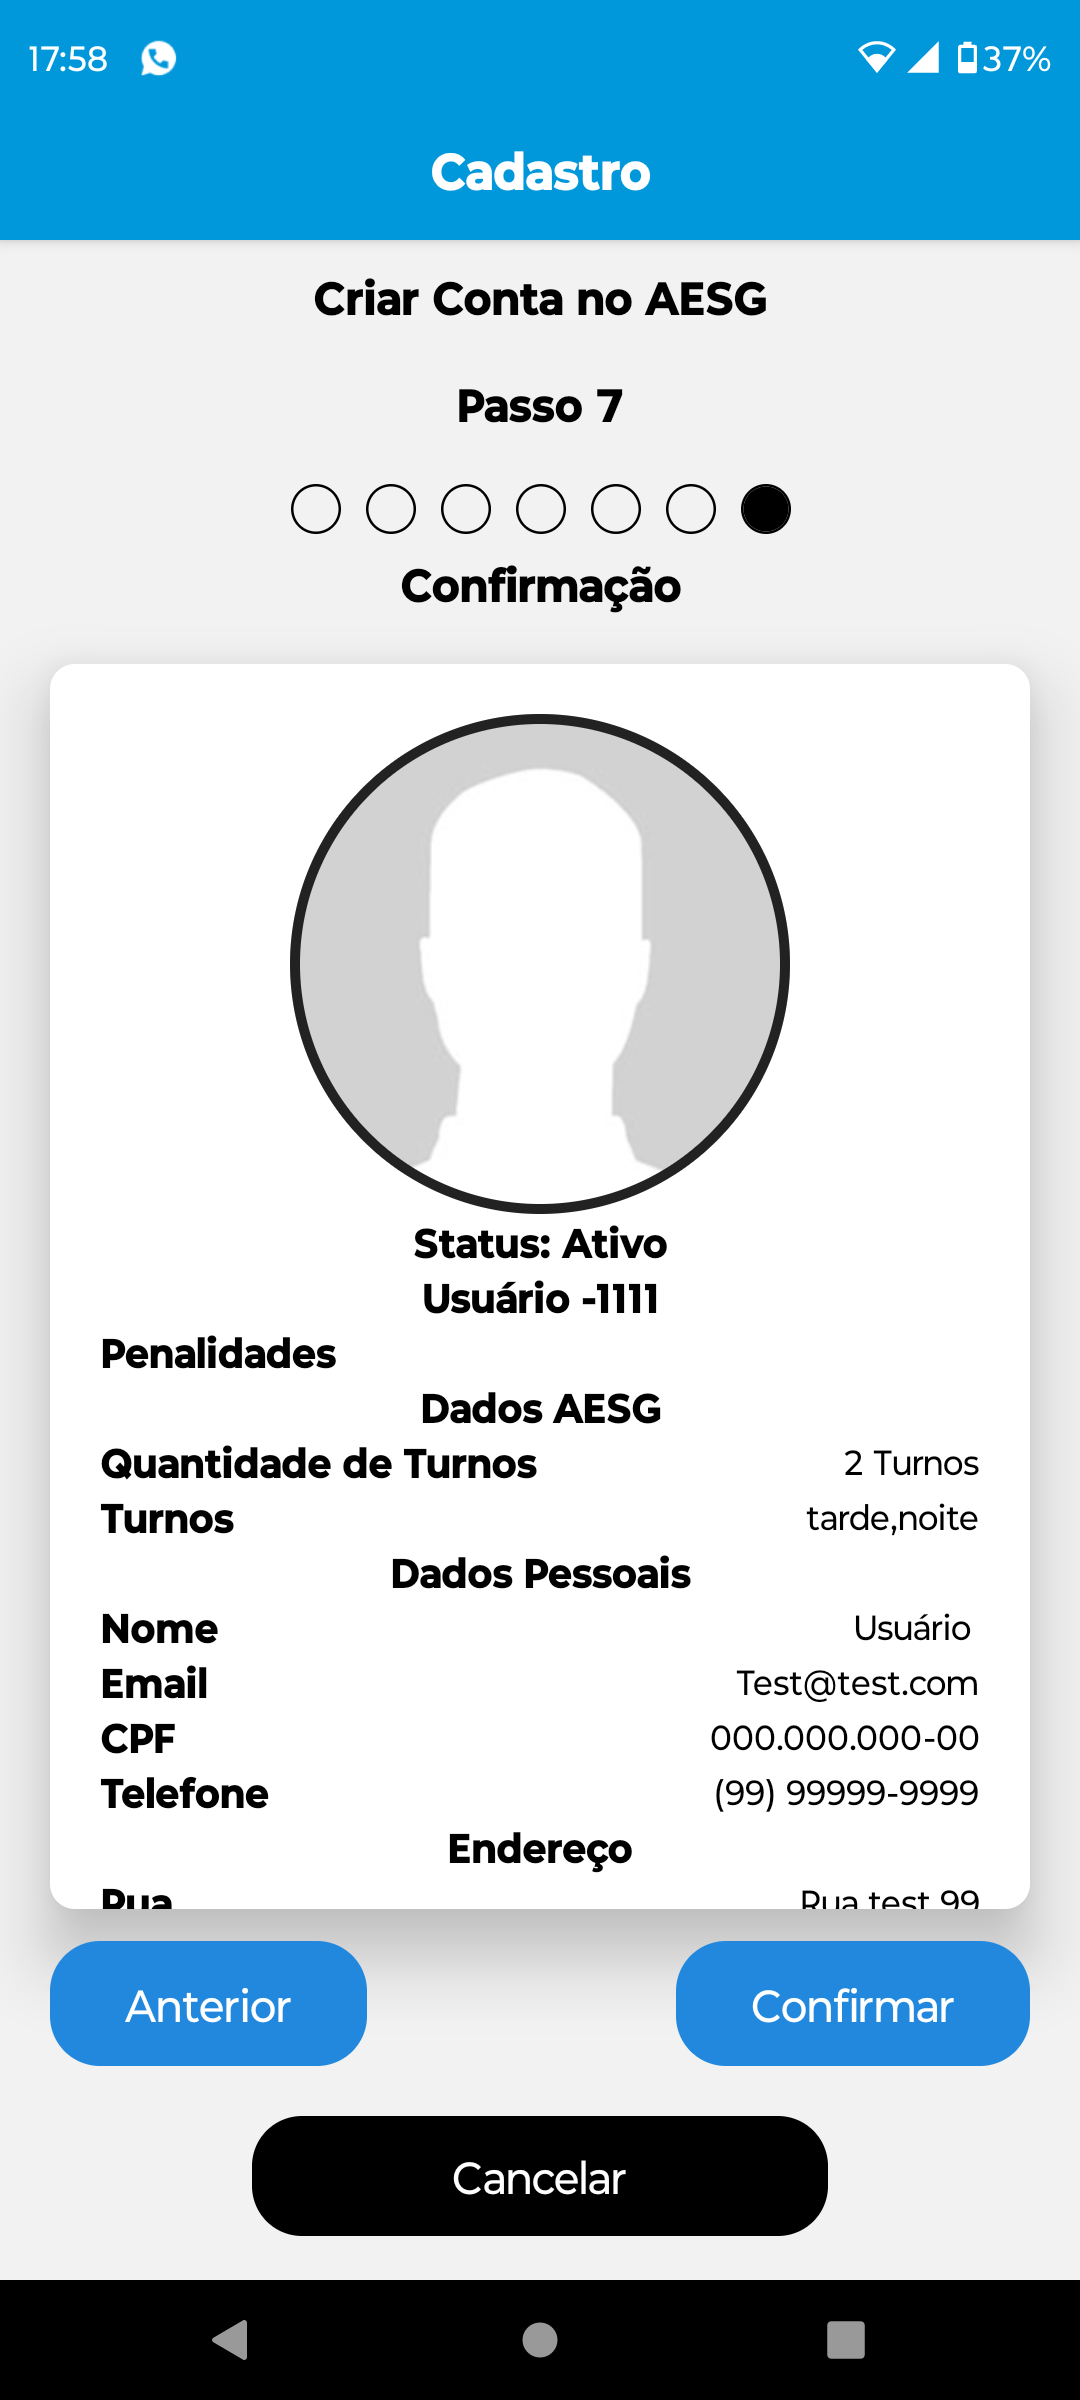 17:58 37%
Cadastro
Criar Conta no AESG
Passo 7
Confirmação
Status: Ativo
Usuário -1111
Penalidades
Dados AESG
Quantidade de Turnos 2 Turnos
Turnos tarde,noite
Dados Pessoais
Nome Usuário
Email Test@test.com
CPF 000.000.000-00
Telefone (99) 99999-9999
Endereço
Rua Rua test 99
Anterior Confirmar
Cancelar